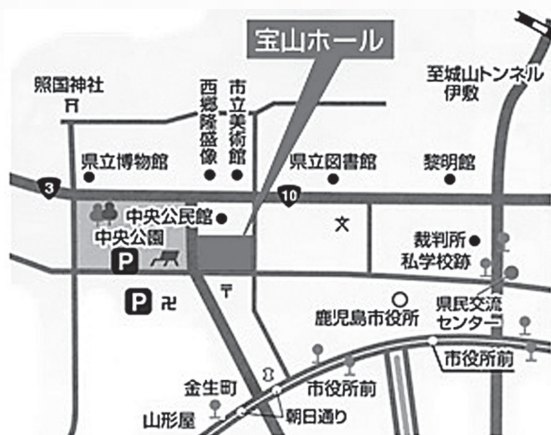 宝山ホール
照国神社
西郷隆盛像
市立美術館
至城山トンネル
伊敷
県立博物館
県立図書館
黎明館
3
10
中央公民館
中央公園
P
文
裁判所
私学校跡
P
卍
〒
鹿児島市役所
県民交流
センター
市役所前
金生町
市役所前
山形屋
朝日通り